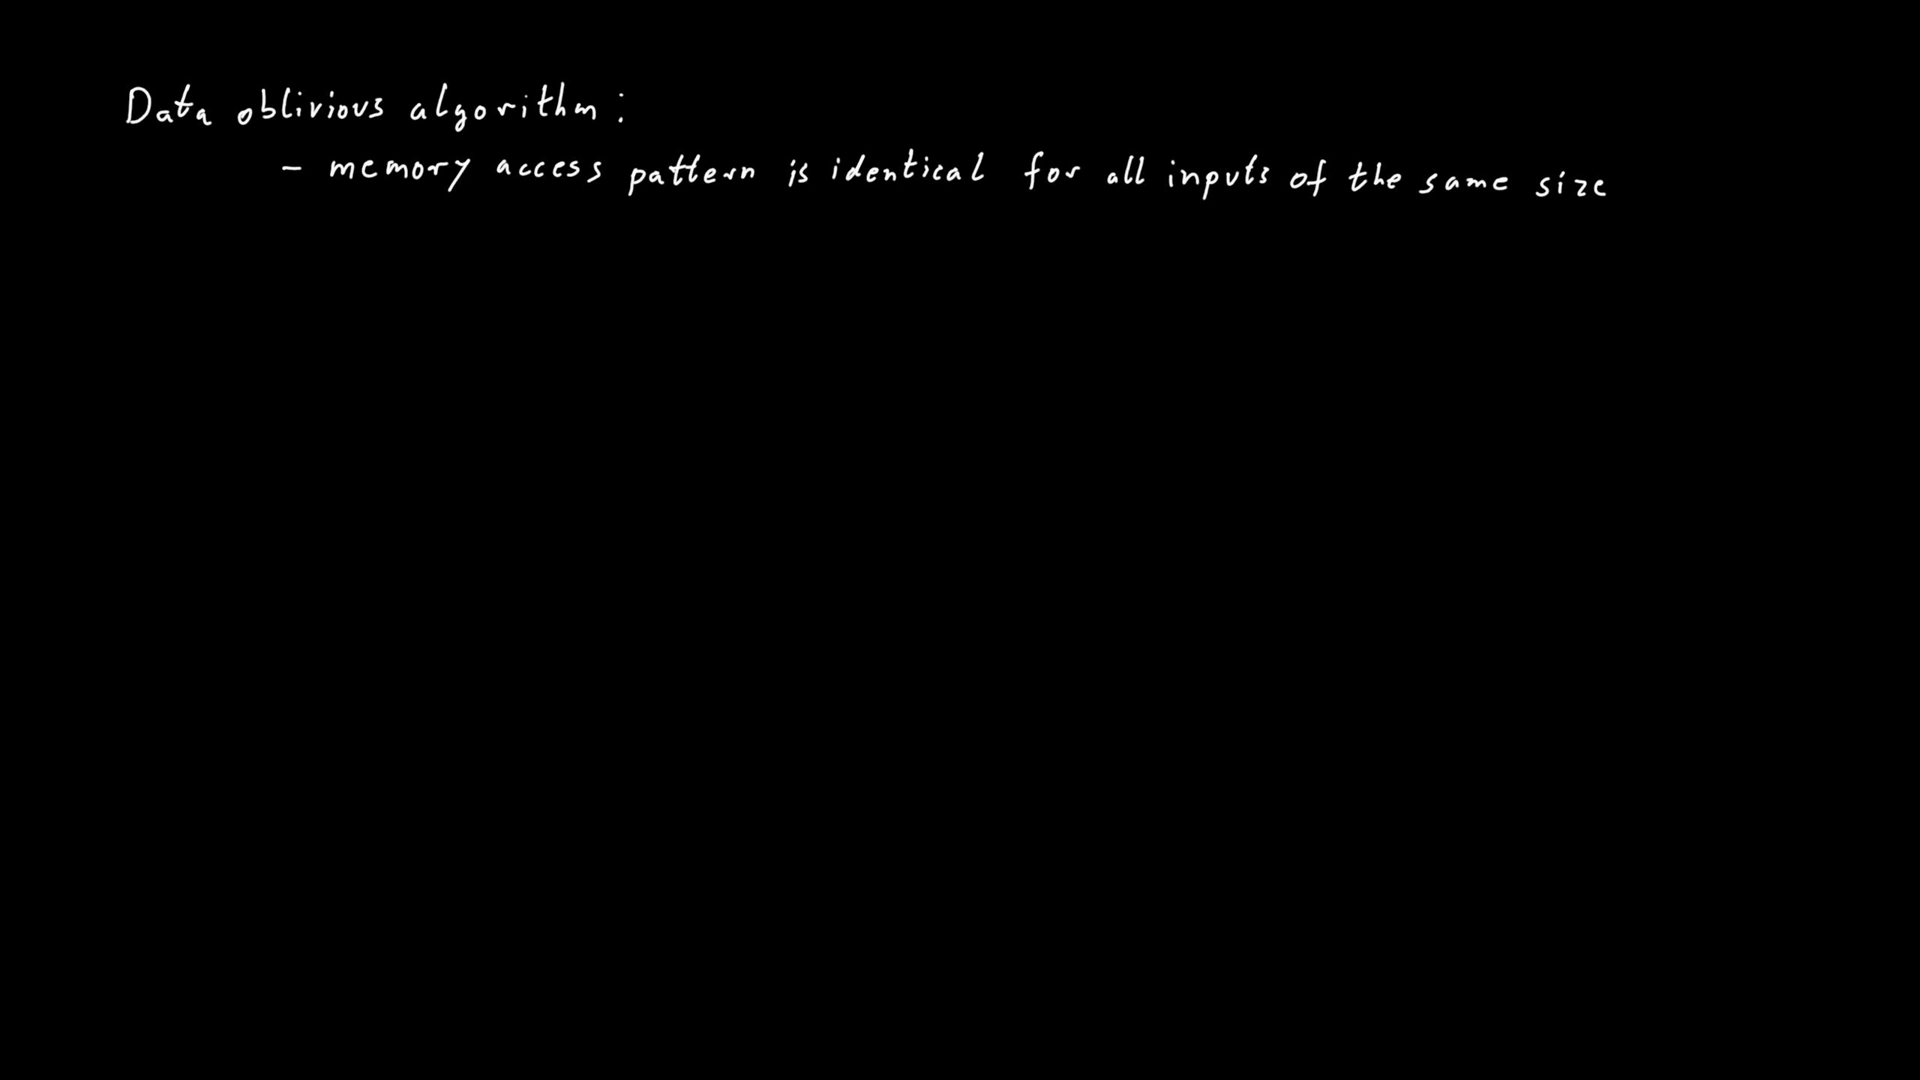 Data oblivious algorithm:
- memory access pattern is identical for all inputs of the same size